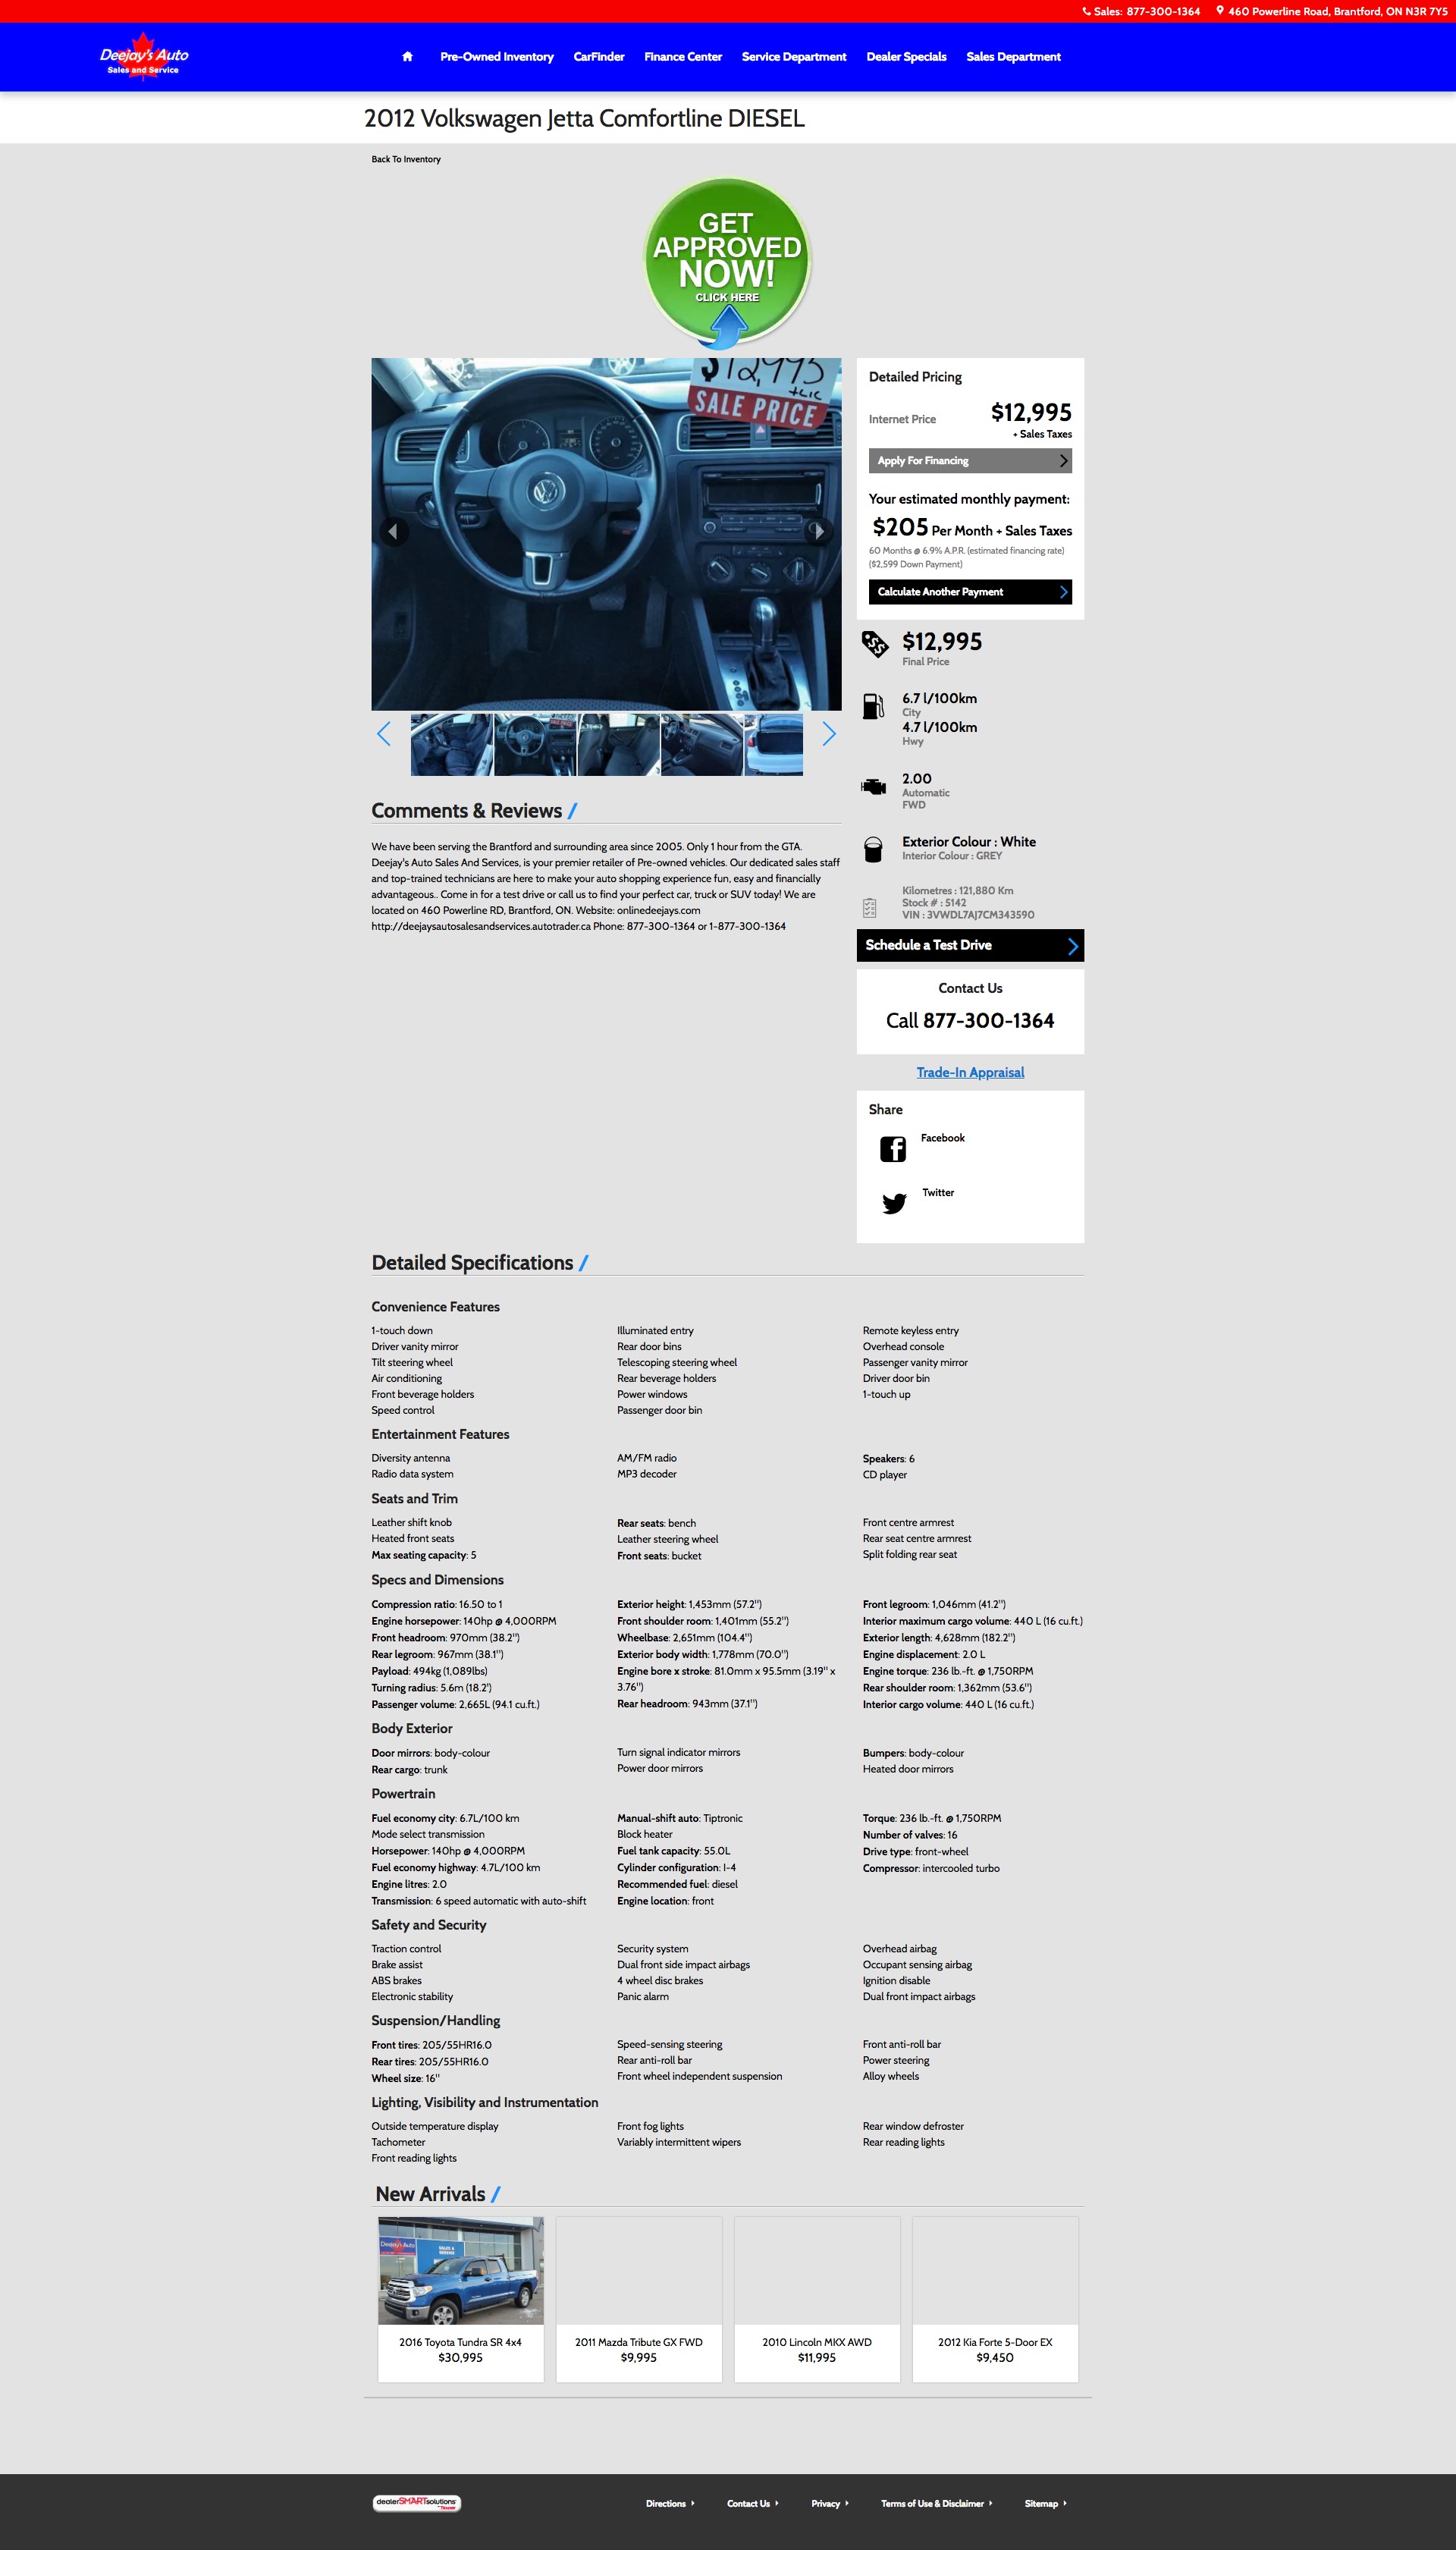 Sales: 877-300-1364 460 Powerline Road, Brantford, ON N3R 7Y5
Deejay's Auto
Sales and Service
Pre-Owned Inventory CarFinder Finance Center Service Department Dealer Specials Sales Department
2012 Volkswagen Jetta Comfortline DIESEL
Back To Inventory
GET
APPROVED
NOW!
CLICK HERE
$12,995
+LIC
SALE PRICE
Detailed Pricing
Internet Price $12,995
+ Sales Taxes
Apply For Financing
Your estimated monthly payment:
$205 Per Month + Sales Taxes
60 Months @ 6.9% A.P.R. (estimated financing rate)
($2,599 Down Payment)
Calculate Another Payment
$12,995
Final Price
6.7 l/100km
City
4.7 l/100km
Hwy
2.00
Automatic
FWD
Exterior Colour : White
Interior Colour : GREY
Kilometres : 121,880 Km
Stock # : 5142
VIN : 3VWDL7AJ7CM343590
Schedule a Test Drive
Contact Us
Call 877-300-1364
Trade-In Appraisal
Share
Facebook
Twitter
Comments & Reviews /
We have been serving the Brantford and surrounding area since 2005. Only 1 hour from the GTA.
Deejay's Auto Sales And Services, is your premier retailer of Pre-owned vehicles. Our dedicated sales staff
and top-trained technicians are here to make your auto shopping experience fun, easy and financially
advantageous.. Come in for a test drive or call us to find your perfect car, truck or SUV today! We are
located on 460 Powerline RD, Brantford, ON. Website: onlinedeejays.com
http://deejaysautosalesandservices.autotrader.ca Phone: 877-300-1364 or 1-877-300-1364
Detailed Specifications /
Convenience Features
1-touch down Illuminated entry Remote keyless entry
Driver vanity mirror Rear door bins Overhead console
Tilt steering wheel Telescoping steering wheel Passenger vanity mirror
Air conditioning Rear beverage holders Driver door bin
Front beverage holders Power windows 1-touch up
Speed control Passenger door bin
Entertainment Features
Diversity antenna AM/FM radio Speakers: 6
Radio data system MP3 decoder CD player
Seats and Trim
Leather shift knob Rear seats: bench Front centre armrest
Heated front seats Leather steering wheel Rear seat centre armrest
Max seating capacity: 5 Front seats: bucket Split folding rear seat
Specs and Dimensions
Compression ratio: 16.50 to 1 Exterior height: 1,453mm (57.2") Front legroom: 1,046mm (41.2")
Engine horsepower: 140hp @ 4,000RPM Front shoulder room: 1,401mm (55.2") Interior maximum cargo volume: 440 L (16 cu.ft.)
Front headroom: 970mm (38.2") Wheelbase: 2,651mm (104.4") Exterior length: 4,628mm (182.2")
Rear legroom: 967mm (38.1") Exterior body width: 1,778mm (70.0") Engine displacement: 2.0 L
Payload: 494kg (1,089lbs) Engine bore x stroke: 81.0mm x 95.5mm (3.19" x Engine torque: 236 lb.-ft. @ 1,750RPM
Turning radius: 5.6m (18.2') 3.76") Rear shoulder room: 1,362mm (53.6")
Passenger volume: 2,665L (94.1 cu.ft.) Rear headroom: 943mm (37.1") Interior cargo volume: 440 L (16 cu.ft.)
Body Exterior
Door mirrors: body-colour Turn signal indicator mirrors Bumpers: body-colour
Rear cargo: trunk Power door mirrors Heated door mirrors
Powertrain
Fuel economy city: 6.7L/100 km Manual-shift auto: Tiptronic Torque: 236 lb.-ft. @ 1,750RPM
Mode select transmission Block heater Number of valves: 16
Horsepower: 140hp @ 4,000RPM Fuel tank capacity: 55.0L Drive type: front-wheel
Fuel economy highway: 4.7L/100 km Cylinder configuration: I-4 Compressor: intercooled turbo
Engine litres: 2.0 Recommended fuel: diesel
Transmission: 6 speed automatic with auto-shift Engine location: front
Safety and Security
Traction control Security system Overhead airbag
Brake assist Dual front side impact airbags Occupant sensing airbag
ABS brakes 4 wheel disc brakes Ignition disable
Electronic stability Panic alarm Dual front impact airbags
Suspension/Handling
Front tires: 205/55HR16.0 Speed-sensing steering Front anti-roll bar
Rear tires: 205/55HR16.0 Rear anti-roll bar Power steering
Wheel size: 16" Front wheel independent suspension Alloy wheels
Lighting, Visibility and Instrumentation
Outside temperature display Front fog lights Rear window defroster
Tachometer Variably intermittent wipers Rear reading lights
Front reading lights
New Arrivals /
Deejay's Auto SALES & SERVICE
2016 Toyota Tundra SR 4x4 2011 Mazda Tribute GX FWD 2010 Lincoln MKX AWD 2012 Kia Forte 5-Door EX
$30,995 $9,995 $11,995 $9,450
dealerSMARTsolutions Directions Contact Us Privacy Terms of Use & Disclaimer Sitemap